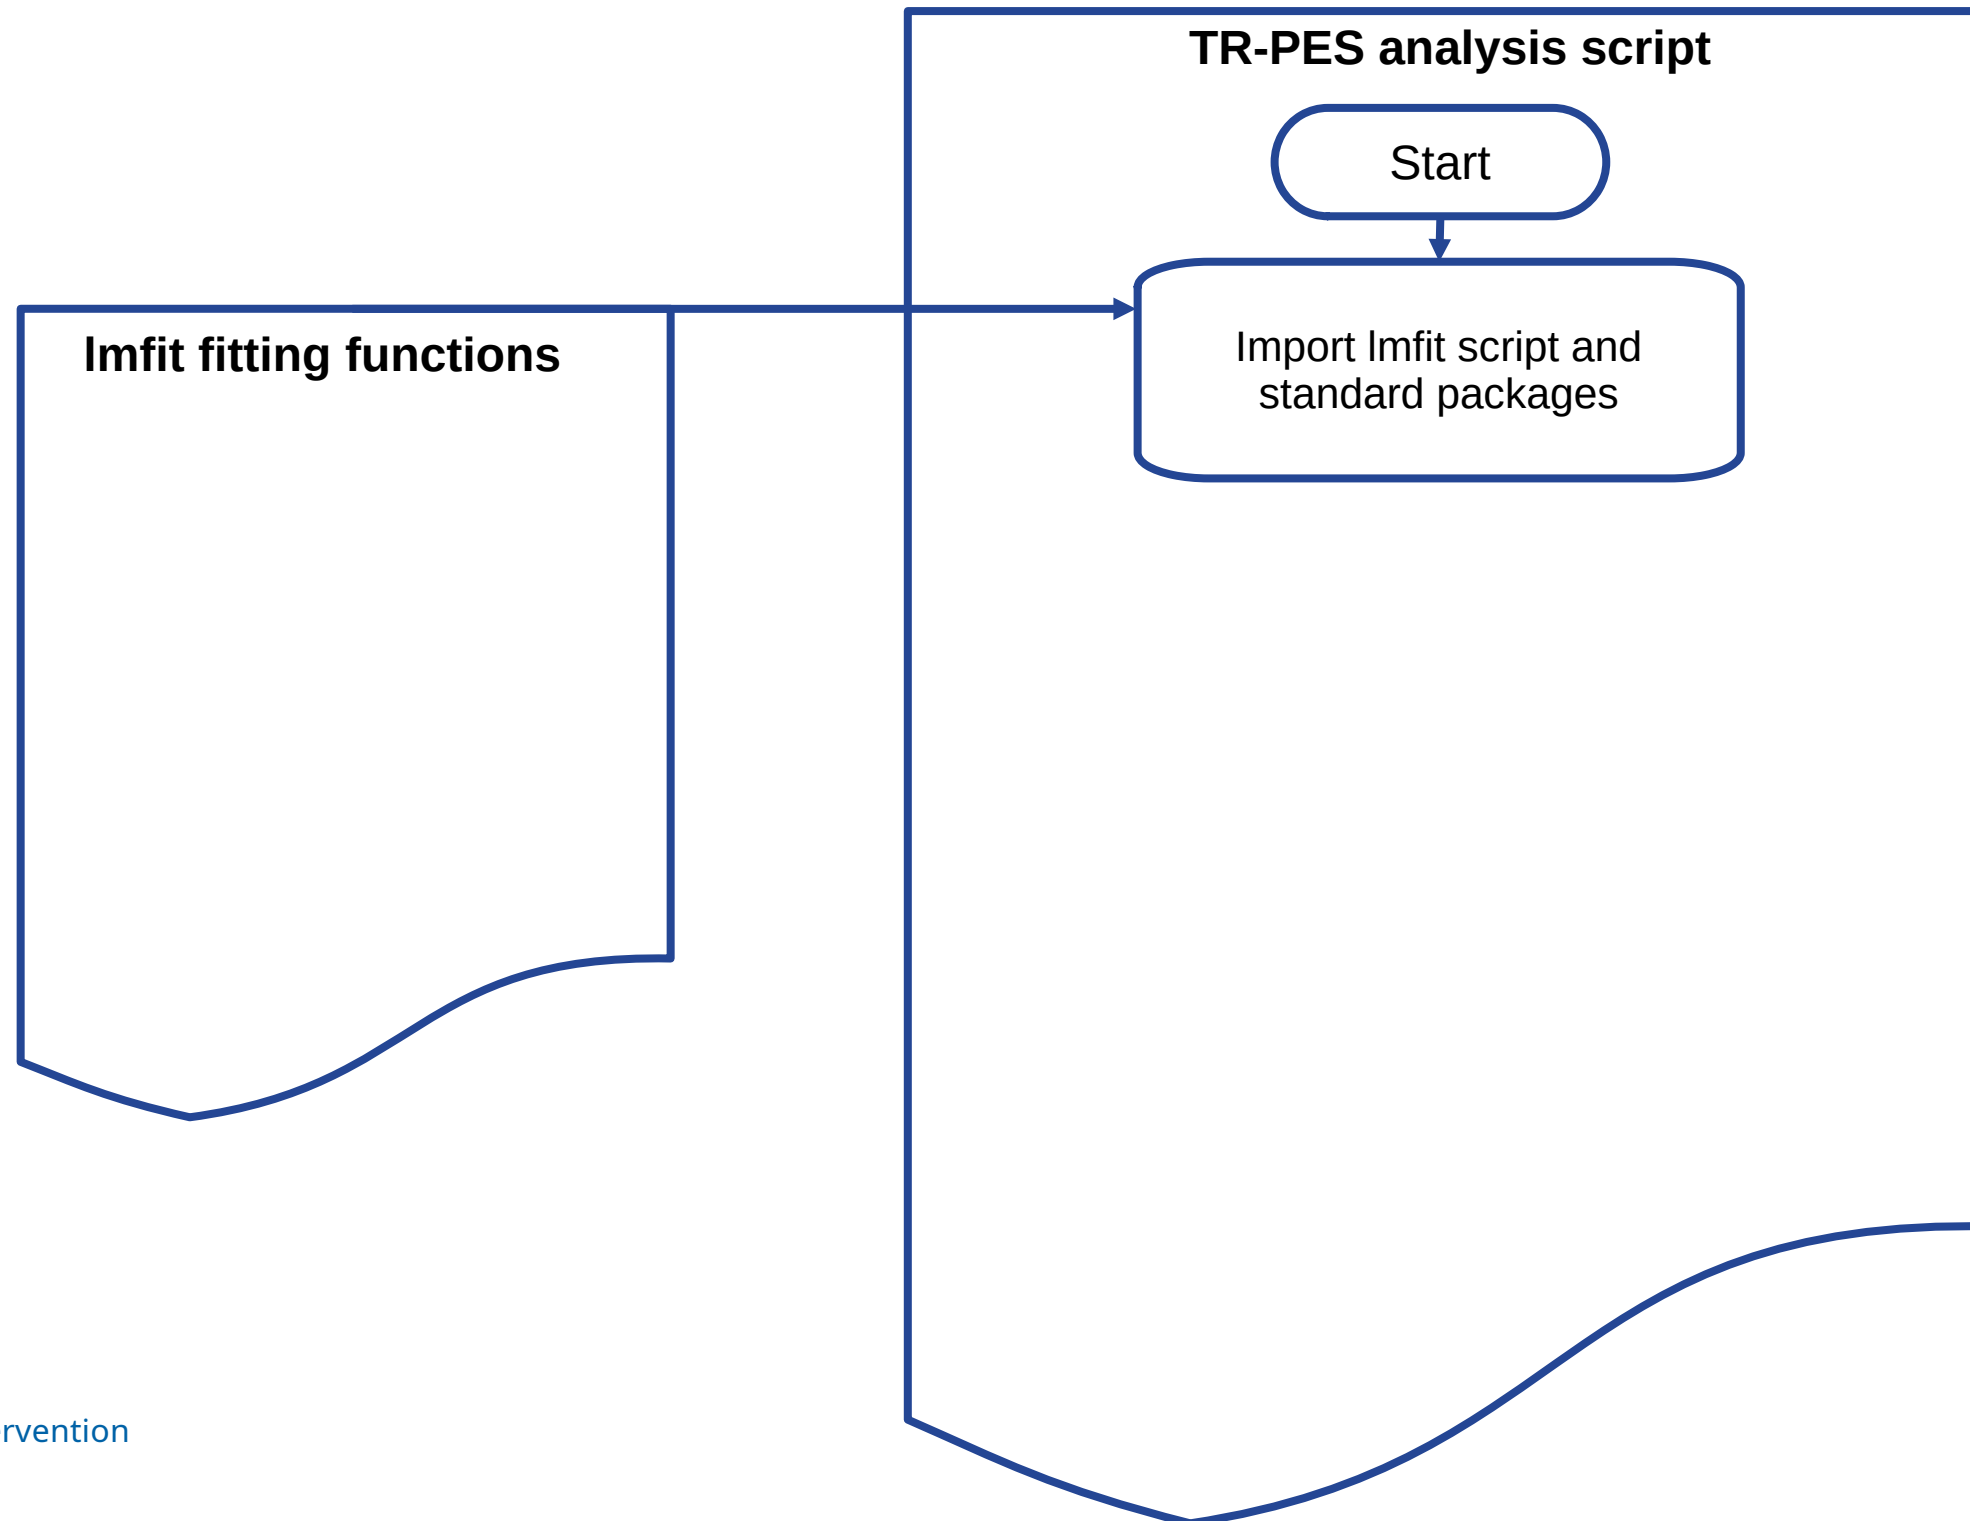 TR-PES analysis script
Start
lmfit fitting functions
Import lmfit script and
standard packages
rvention